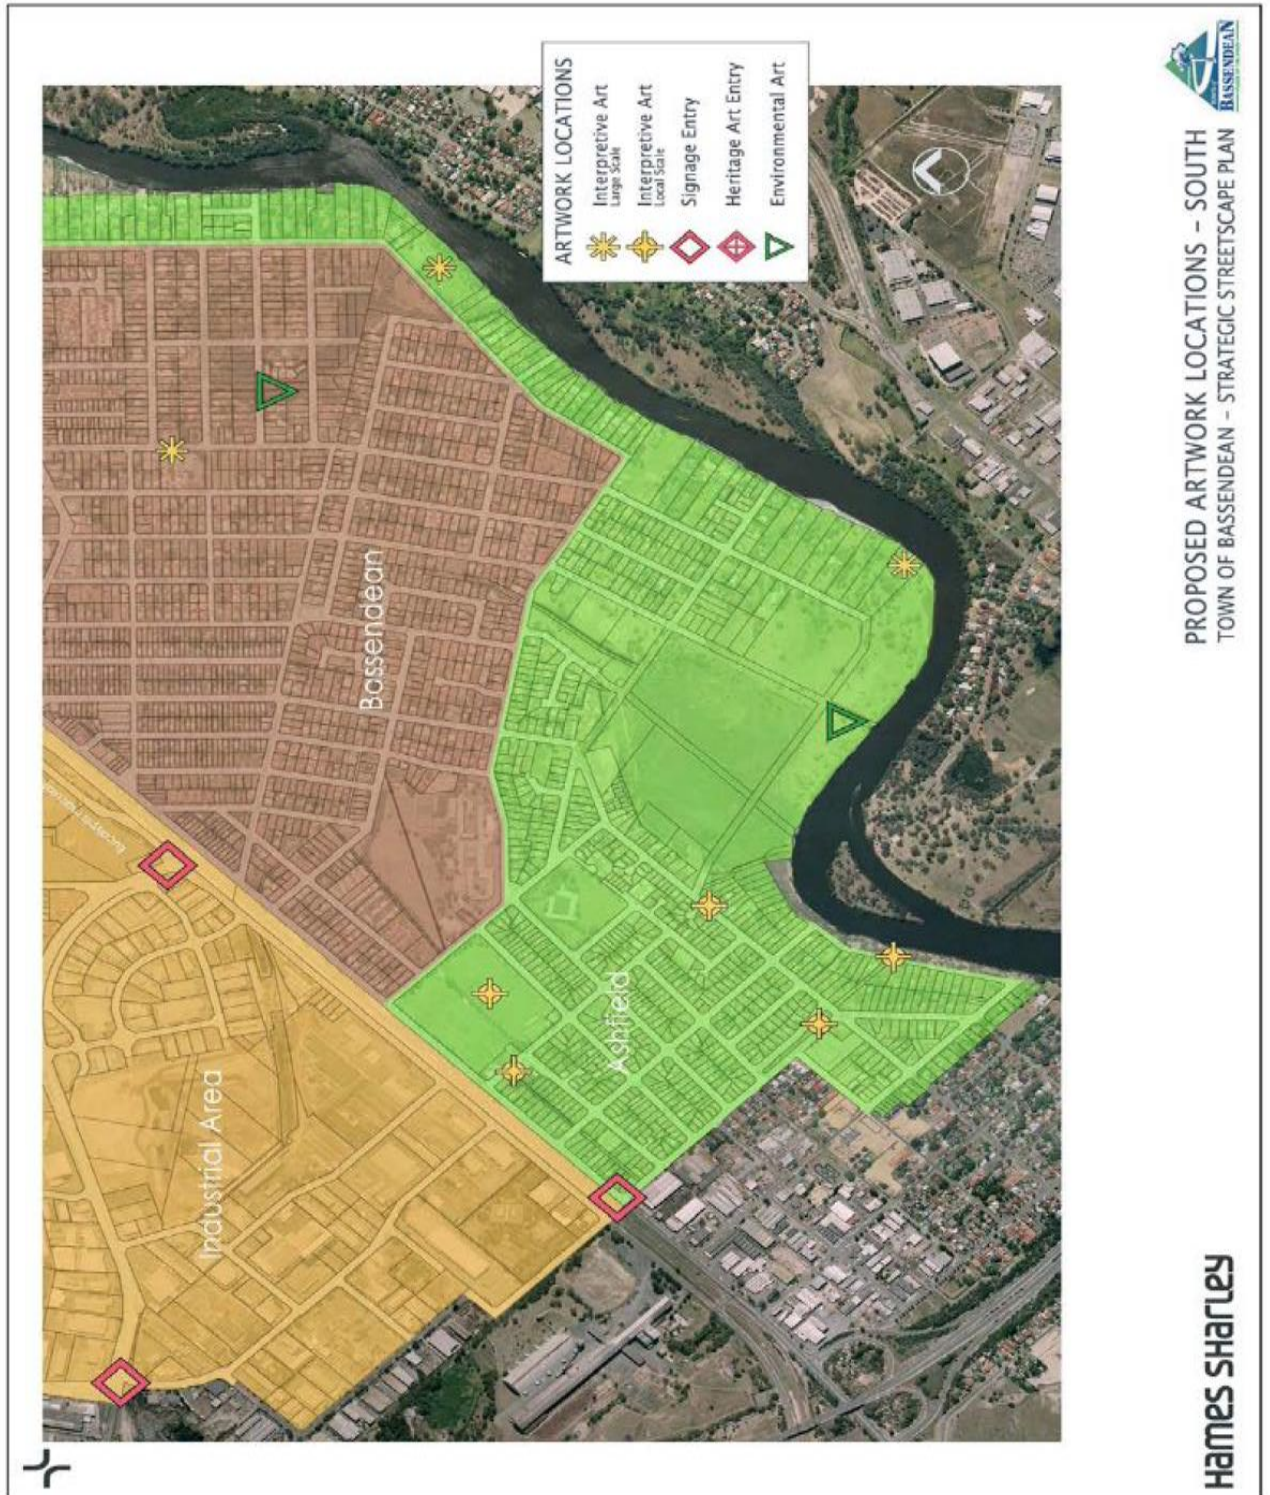 ARTWORK LOCATIONS
Interpretive Art
Large Scale
Interpretive Art
Local Scale
Signage Entry
Heritage Art Entry
Environmental Art
Bassendean
Industrial Area
Ashfield
PROPOSED ARTWORK LOCATIONS - SOUTH
TOWN OF BASSENDEAN - STRATEGIC STREETSCAPE PLAN
BASSENDEAN
Hames Sharley